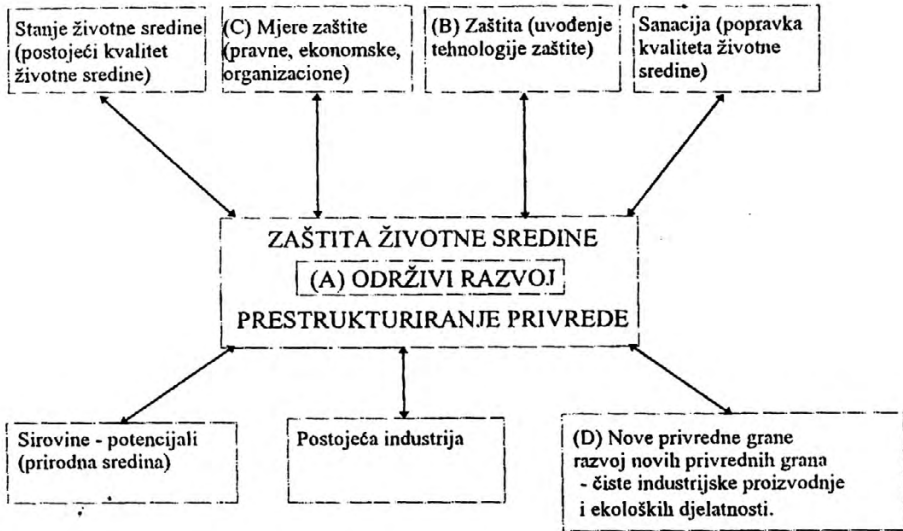 Stanje životne sredine
(postojeći kvalitet
životne sredine)
(C) Mjere zaštite
(pravne, ekonomske,
organizacione)
(B) Zaštita (uvođenje
tehnologije zaštite)
Sanacija (popravka
kvaliteta životne
sredine)
ZAŠTITA ŽIVOTNE SREDINE
(A) ODRŽIVI RAZVOJ
PRESTRUKTURIRANJE PRIVREDE
Sirovine - potencijali
(prirodna sredina)
Postojeća industrija
(D) Nove privredne grane
razvoj novih privrednih grana
- čiste industrijske proizvodnje
i ekoloških djelatnosti.